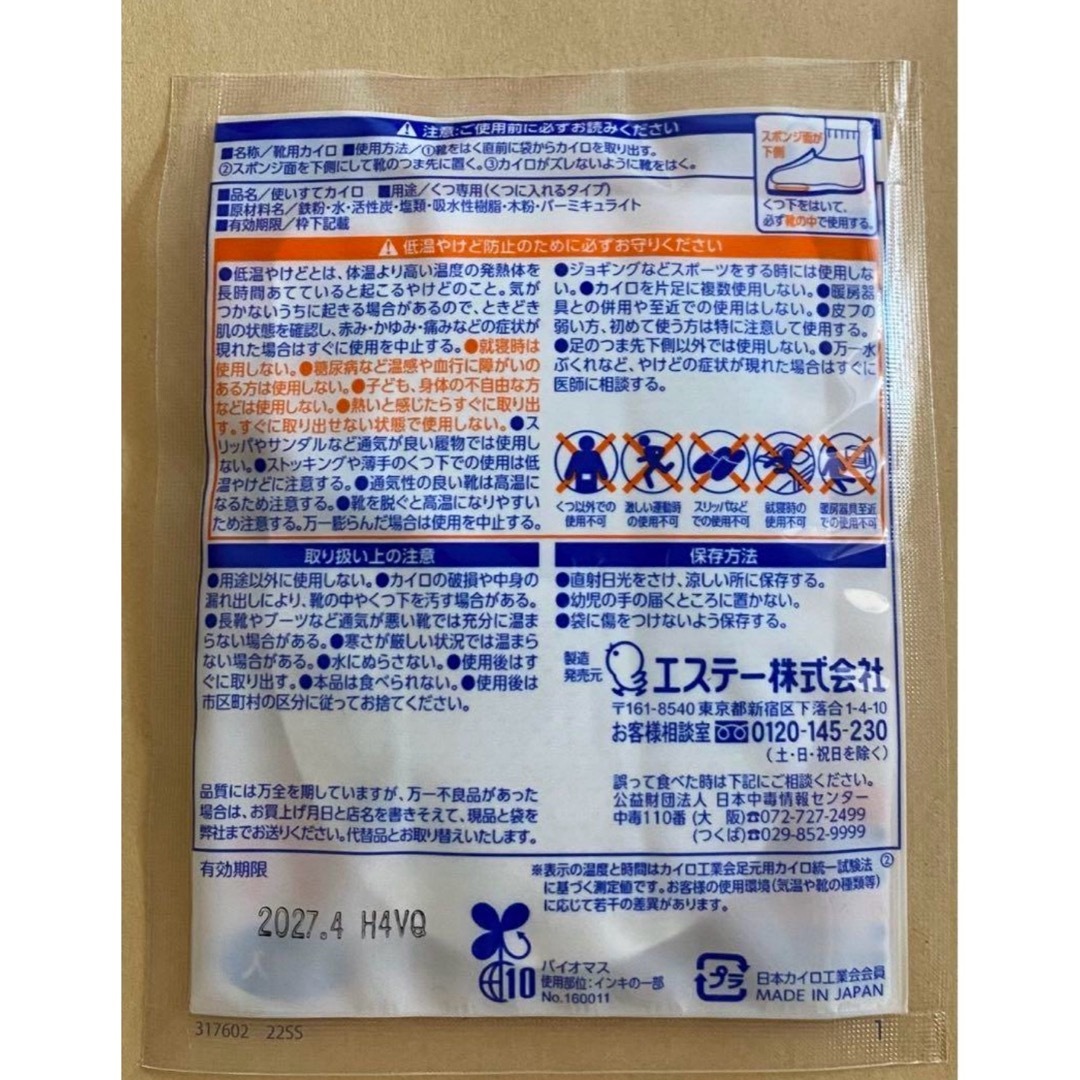 注意:ご使用前に必ずお読みください
■名称/靴用カイロ ■使用方法/①靴をはく直前に袋からカイロを取り出す。
②スポンジ面を下側にして靴のつま先に置く。③カイロがズレないように靴をはく。
■品名/使いすてカイロ ■用途/くつ専用(くつに入れるタイプ)
■原材料名/鉄粉・水・活性炭・塩類・吸水性樹脂・木粉・バーミキュライト
■有効期限/枠下記載
スポンジ面が
下側
くつ下をはいて、
必ず靴の中で使用する。
低温やけど防止のために必ずお守りください
●低温やけどとは、体温より高い温度の発熱体を
長時間あてていると起こるやけどのこと。気が
つかないうちに起きる場合があるので、ときどき
肌の状態を確認し、赤み・かゆみ・痛みなどの症状が
現れた場合はすぐに使用を中止する。●就寝時は
使用しない。●糖尿病など温感や血行に障がいの
ある方は使用しない。●子ども、身体の不自由な方
などは使用しない。●熱いと感じたらすぐに取り出
す。すぐに取り出せない状態で使用しない。●ス
リッパやサンダルなど通気が良い履物では使用し
ない。●ストッキングや薄手のくつ下での使用は低
温やけどに注意する。●通気性の良い靴は高温に
なるため注意する。●靴を脱ぐと高温になりやすい
ため注意する。万一膨らんだ場合は使用を中止する。
●ジョギングなどスポーツをする時には使用しな
い。●カイロを片足に複数使用しない。●暖房器
具との併用や至近での使用はしない。●皮フの
弱い方、初めて使う方は特に注意して使用する。
●足のつま先下側以外では使用しない。●万一水
ぶくれなど、やけどの症状が現れた場合はすぐに
医師に相談する。
くつ以外での
使用不可
激しい運動時
の使用不可
スリッパなど
での使用不可
就寝時の
使用不可
暖房器具至近
での使用不可
取り扱い上の注意
●用途以外に使用しない。●カイロの破損や中身の
漏れ出しにより、靴の中やくつ下を汚す場合がある。
●長靴やブーツなど通気が悪い靴では充分に温ま
らない場合がある。●寒さが厳しい状況では温まら
ない場合がある。●水にぬらさない。●使用後はす
ぐに取り出す。●本品は食べられない。●使用後は
市区町村の区分に従ってお捨てください。
品質には万全を期していますが、万一不良品があった
場合は、お買上げ月日と店名を書きそえて、現品と袋を
弊社までお送りください。代替品とお取り替えいたします。
保存方法
●直射日光をさけ、涼しい所に保存する。
●幼児の手の届くところに置かない。
●袋に傷をつけないよう保存する。
製造
発売元
エステー株式会社
〒161-8540 東京都新宿区下落合1-4-10
お客様相談室 0120-145-230
(土・日・祝日を除く)
誤って食べた時は下記にご相談ください。
公益財団法人 日本中毒情報センター
中毒110番 (大 阪)☎072-727-2499
(つくば)☎029-852-9999
有効期限
2027.4 H4VQ
※表示の温度と時間はカイロ工業会足元用カイロ統一試験法②
に基づく測定値です。お客様の使用環境(気温や靴の種類等)
に応じて若干の差異があります。
10
バイオマス
使用部位:インキの一部
No.160011
プラ
日本カイロ工業会会員
MADE IN JAPAN
317602 22SS
1